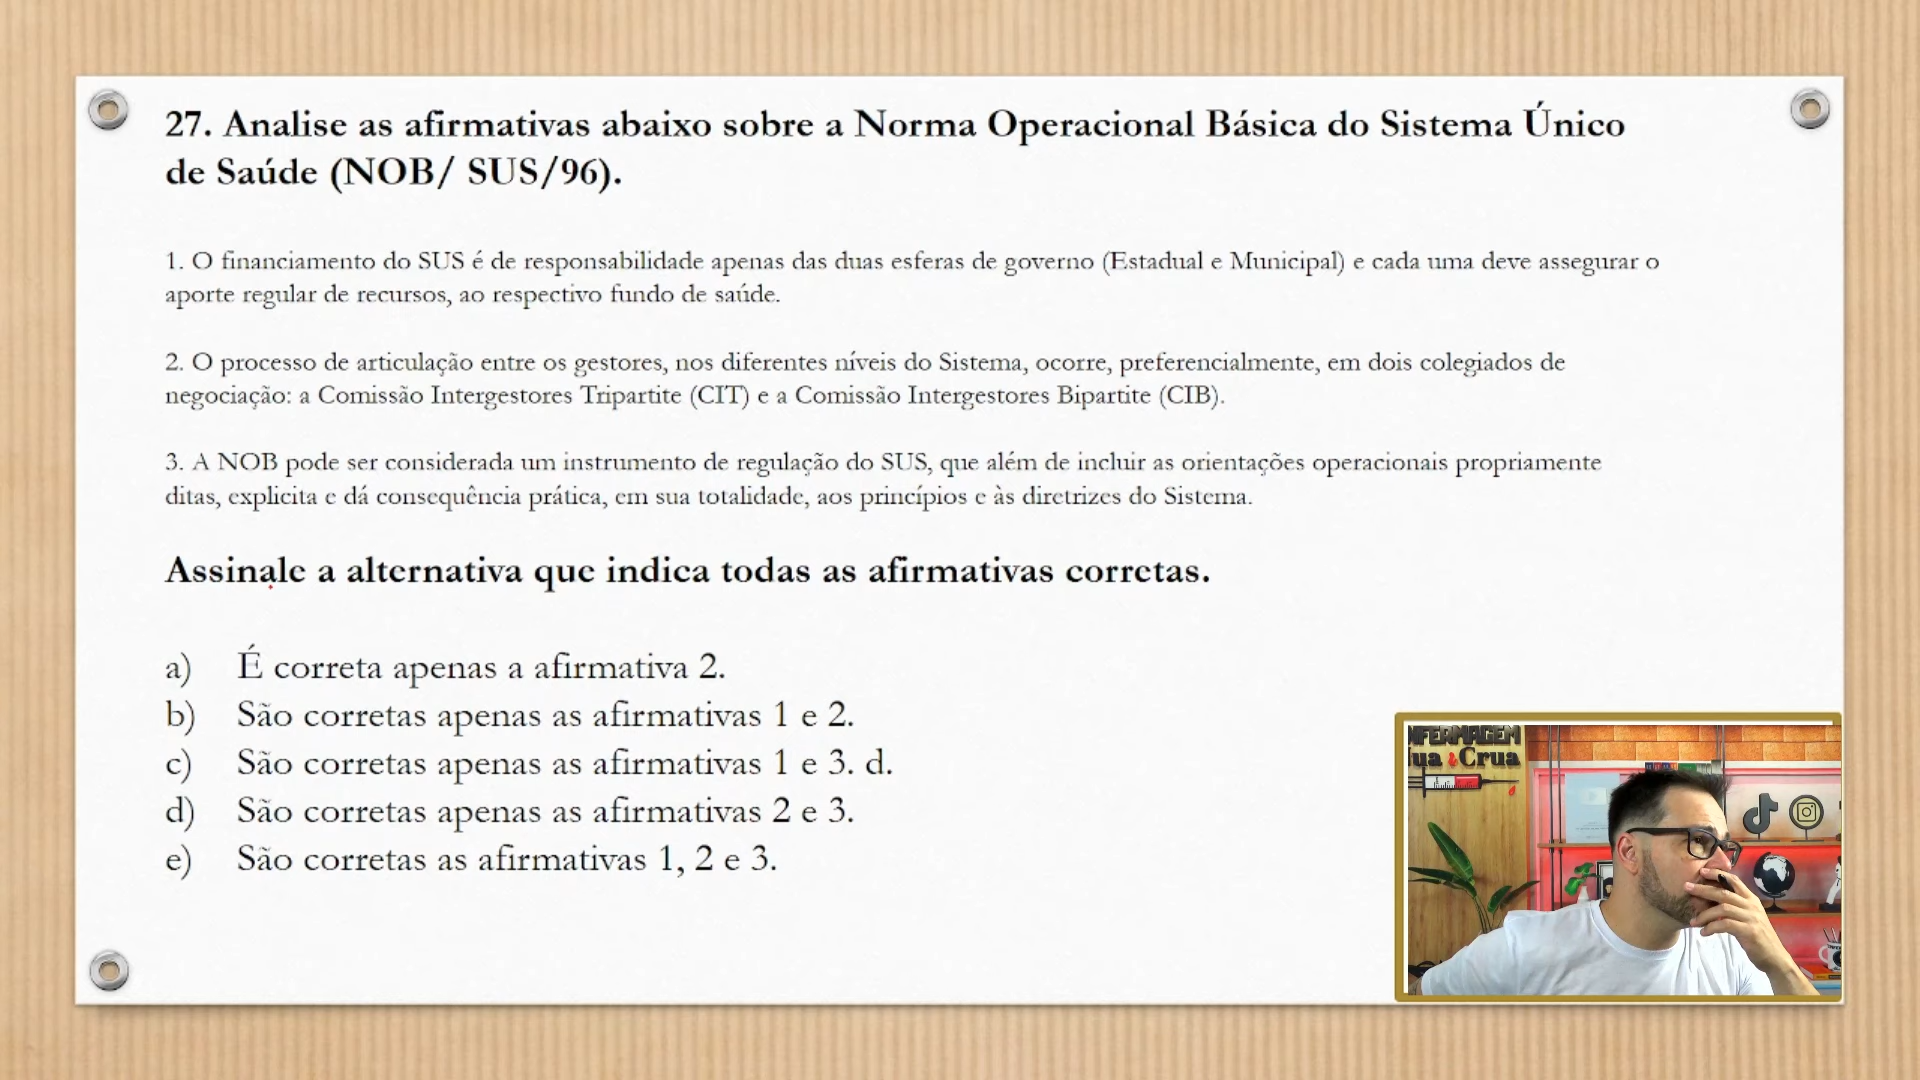 27. Analise as afirmativas abaixo sobre a Norma Operacional Básica do Sistema Único
de Saúde (NOB/ SUS/96).
1. O financiamento do SUS é de responsabilidade apenas das duas esferas de governo (Estadual e Municipal) e cada uma deve assegurar o
aporte regular de recursos, ao respectivo fundo de saúde.
2. O processo de articulação entre os gestores, nos diferentes níveis do Sistema, ocorre, preferencialmente, em dois colegiados de
negociação: a Comissão Intergestores Tripartite (CIT) e a Comissão Intergestores Bipartite (CIB).
3. A NOB pode ser considerada um instrumento de regulação do SUS, que além de incluir as orientações operacionais propriamente
ditas, explicita e dá consequência prática, em sua totalidade, aos princípios e às diretrizes do Sistema.
Assinale a alternativa que indica todas as afirmativas corretas.
a) É correta apenas a afirmativa 2.
b) São corretas apenas as afirmativas 1 e 2.
c) São corretas apenas as afirmativas 1 e 3. d.
d) São corretas apenas as afirmativas 2 e 3.
e) São corretas as afirmativas 1, 2 e 3.
NFERMAGEM
ua & Crua